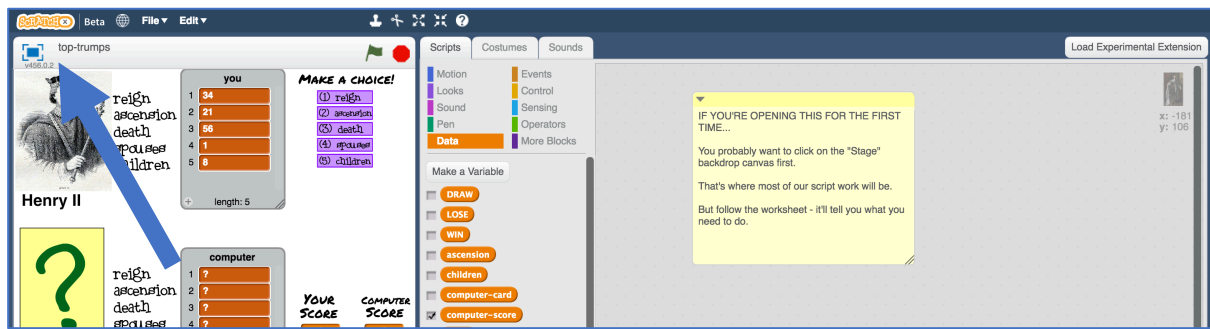 SCRATCHX Beta File Edit
top-trumps
v456.0.2
you
1 34
2 21
3 56
4 1
5 8
+ length: 5
reign
ascension
death
spouses
children
Henry II
MAKE A CHOICE!
(1) reign
(2) ascension
(3) death
(4) spouses
(5) children
?
reign
ascension
death
spouses
computer
1 ?
2 ?
3 ?
4 ?
YOUR SCORE
COMPUTER SCORE
Scripts Costumes Sounds
Load Experimental Extension
Motion Events
Looks Control
Sound Sensing
Pen Operators
Data More Blocks
Make a Variable
DRAW
LOSE
WIN
ascension
children
computer-card
computer-score
IF YOU'RE OPENING THIS FOR THE FIRST
TIME...
You probably want to click on the "Stage"
backdrop canvas first.
That's where most of our script work will be.
But follow the worksheet - it'll tell you what you
need to do.
x: -181
y: 106